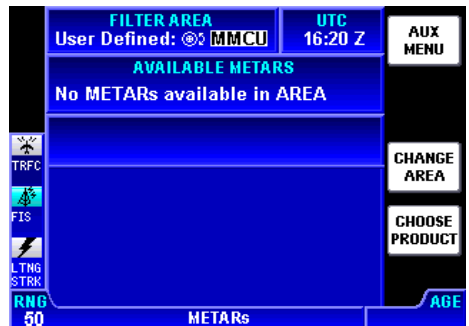 FILTER AREA
User Defined: MMCU
UTC
16:20 Z
AUX
MENU
AVAILABLE METARS
No METARs available in AREA
TRFC
FIS
LTNG
STRK
CHANGE
AREA
CHOOSE
PRODUCT
RNG
50
METARs
AGE